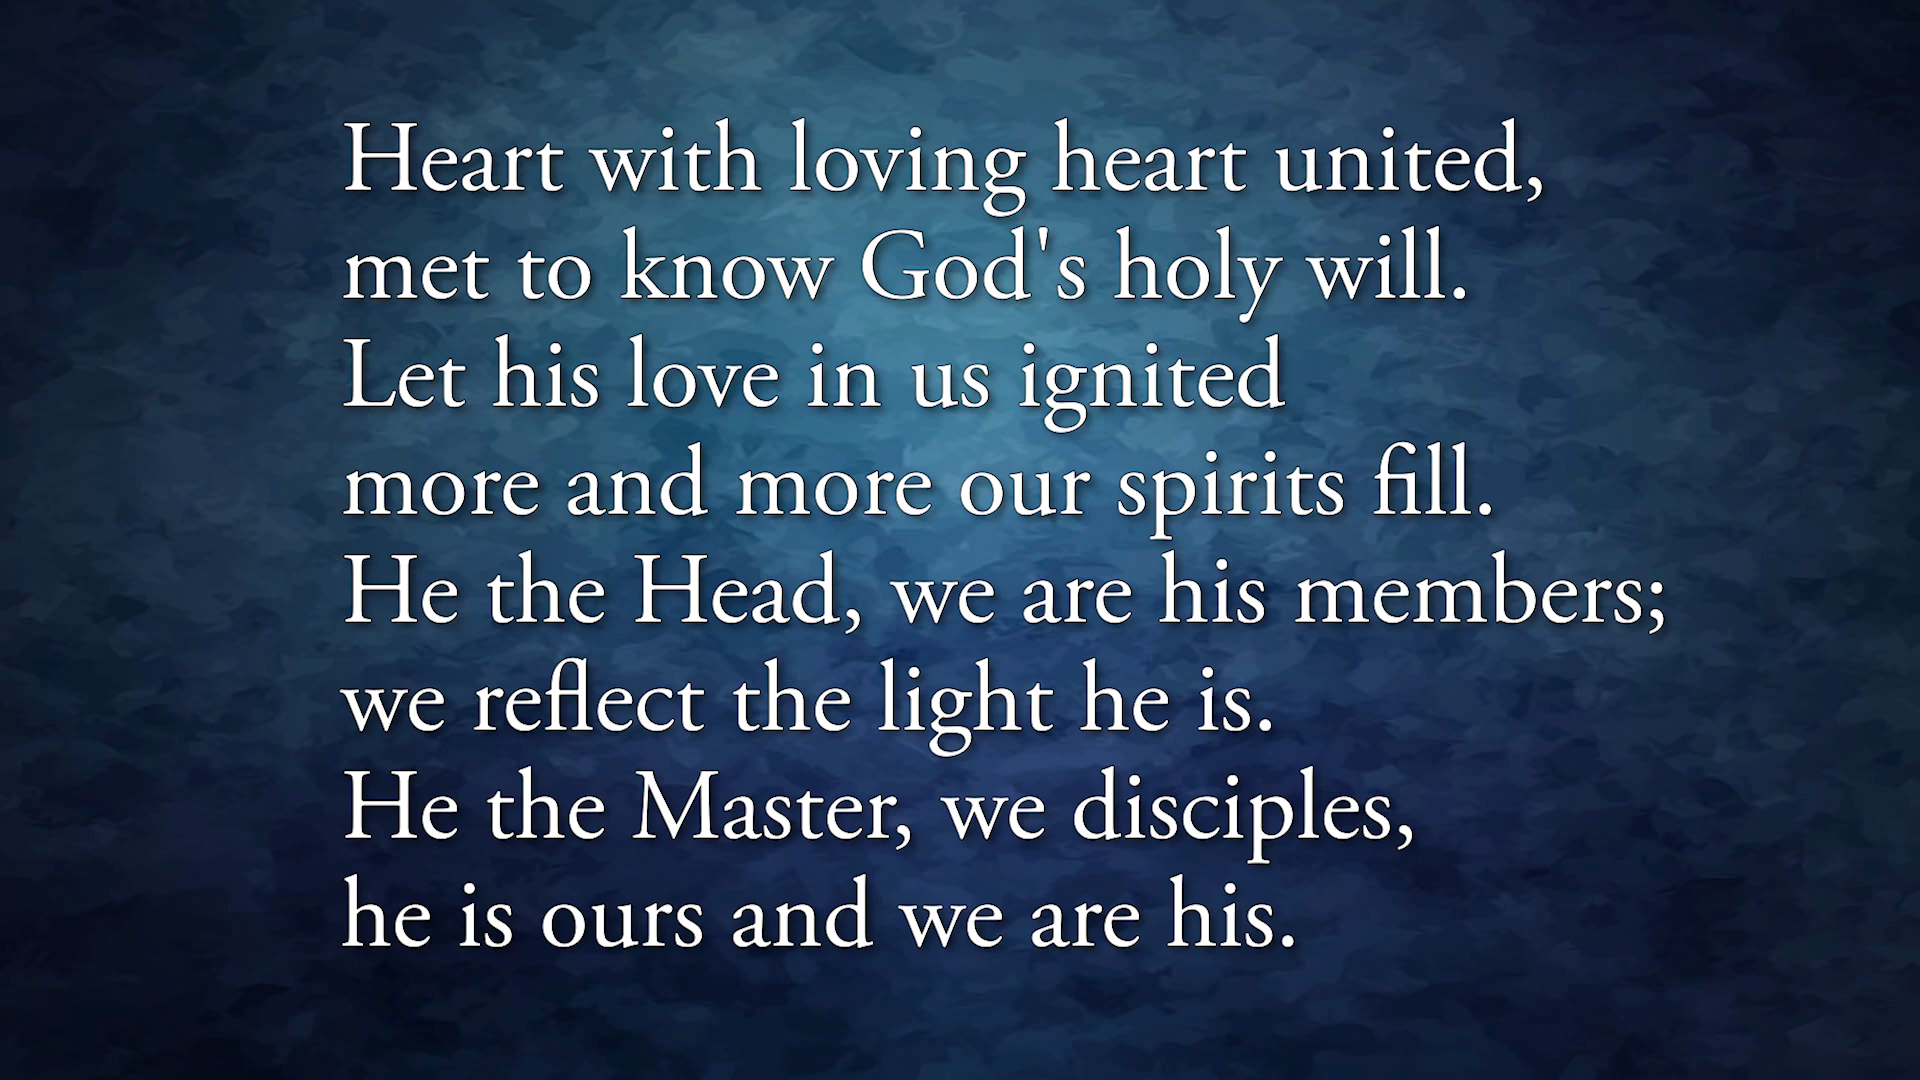 Heart with loving heart united,
met to know God's holy will.
Let his love in us ignited
more and more our spirits fill.
He the Head, we are his members;
we reflect the light he is.
He the Master, we disciples,
he is ours and we are his.